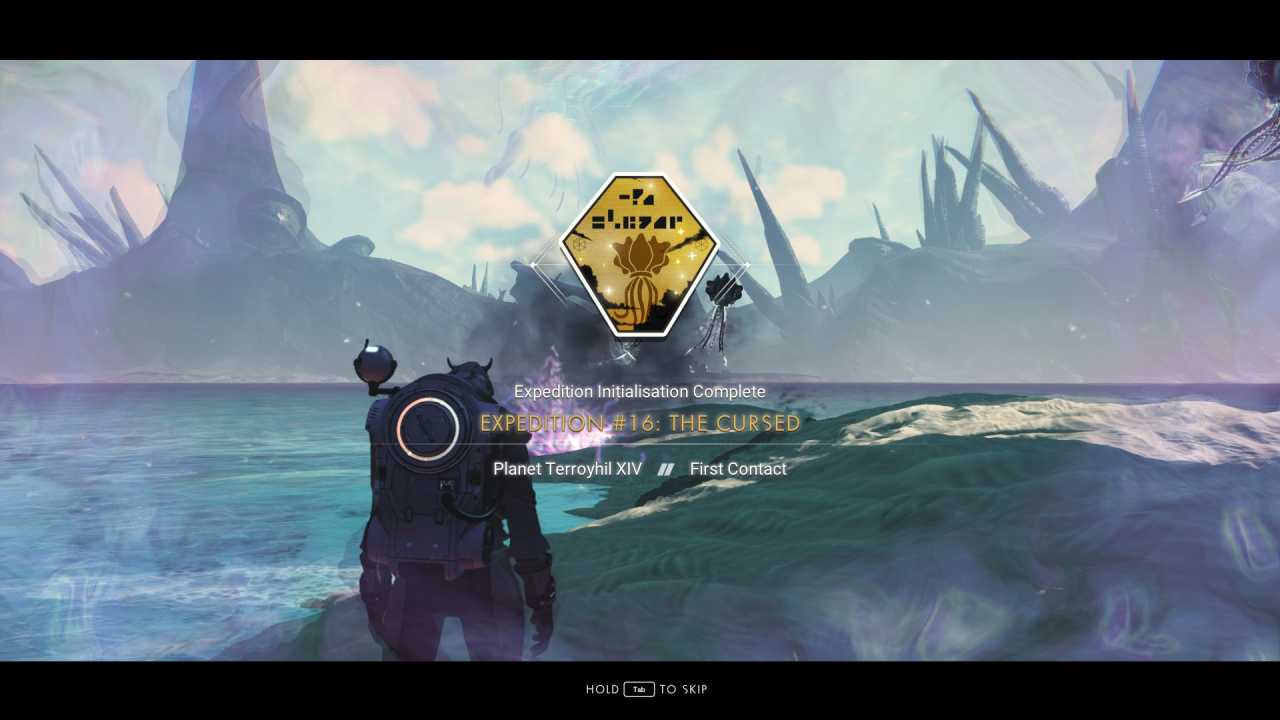 Expedition Initialisation Complete
EXPEDITION #16: THE CURSED
Planet Terroyhil XIV // First Contact
HOLD Tab TO SKIP